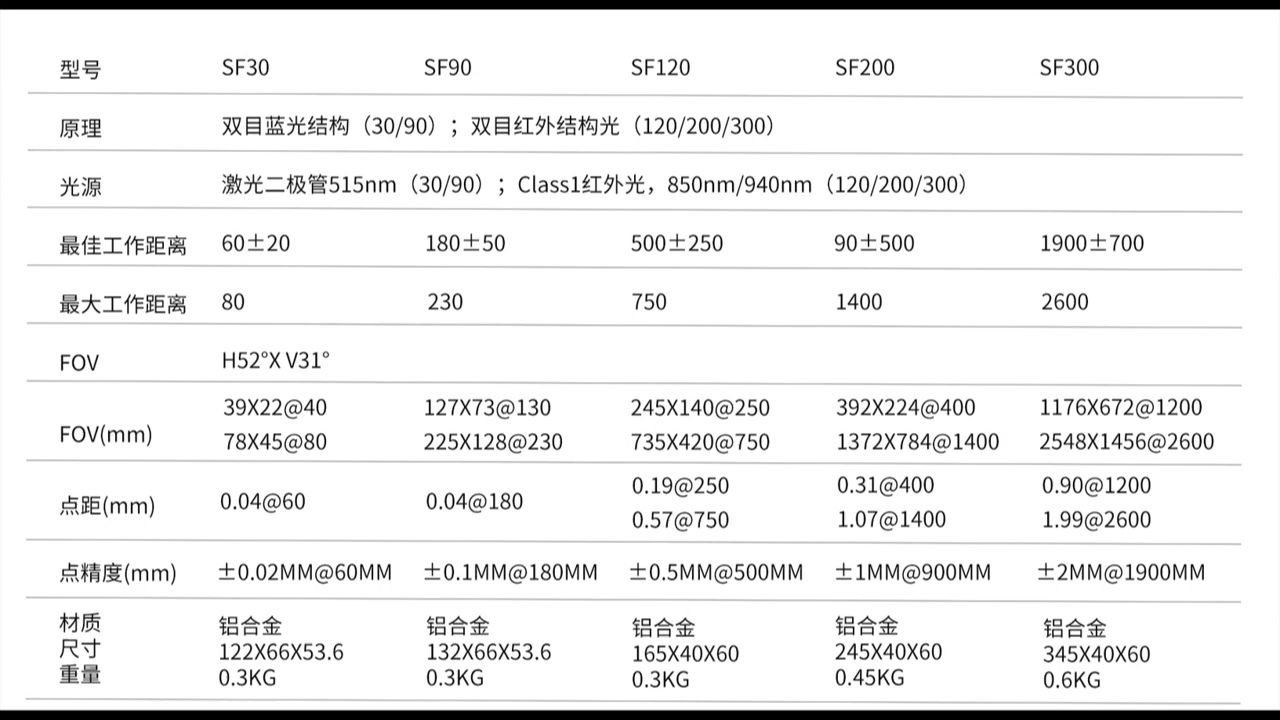 型号 SF30 SF90 SF120 SF200 SF300
原理 双目蓝光结构（30/90）；双目红外结构光（120/200/300）
光源 激光二极管515nm（30/90）；Class1红外光，850nm/940nm（120/200/300）
最佳工作距离 60±20 180±50 500±250 90±500 1900±700
最大工作距离 80 230 750 1400 2600
FOV H52°X V31°
FOV(mm) 39X22@40 127X73@130 245X140@250 392X224@400 1176X672@1200
78X45@80 225X128@230 735X420@750 1372X784@1400 2548X1456@2600
点距(mm) 0.04@60 0.04@180 0.19@250 0.31@400 0.90@1200
0.57@750 1.07@1400 1.99@2600
点精度(mm) ±0.02MM@60MM ±0.1MM@180MM ±0.5MM@500MM ±1MM@900MM ±2MM@1900MM
材质 铝合金 铝合金 铝合金 铝合金 铝合金
尺寸 122X66X53.6 132X66X53.6 165X40X60 245X40X60 345X40X60
重量 0.3KG 0.3KG 0.3KG 0.45KG 0.6KG